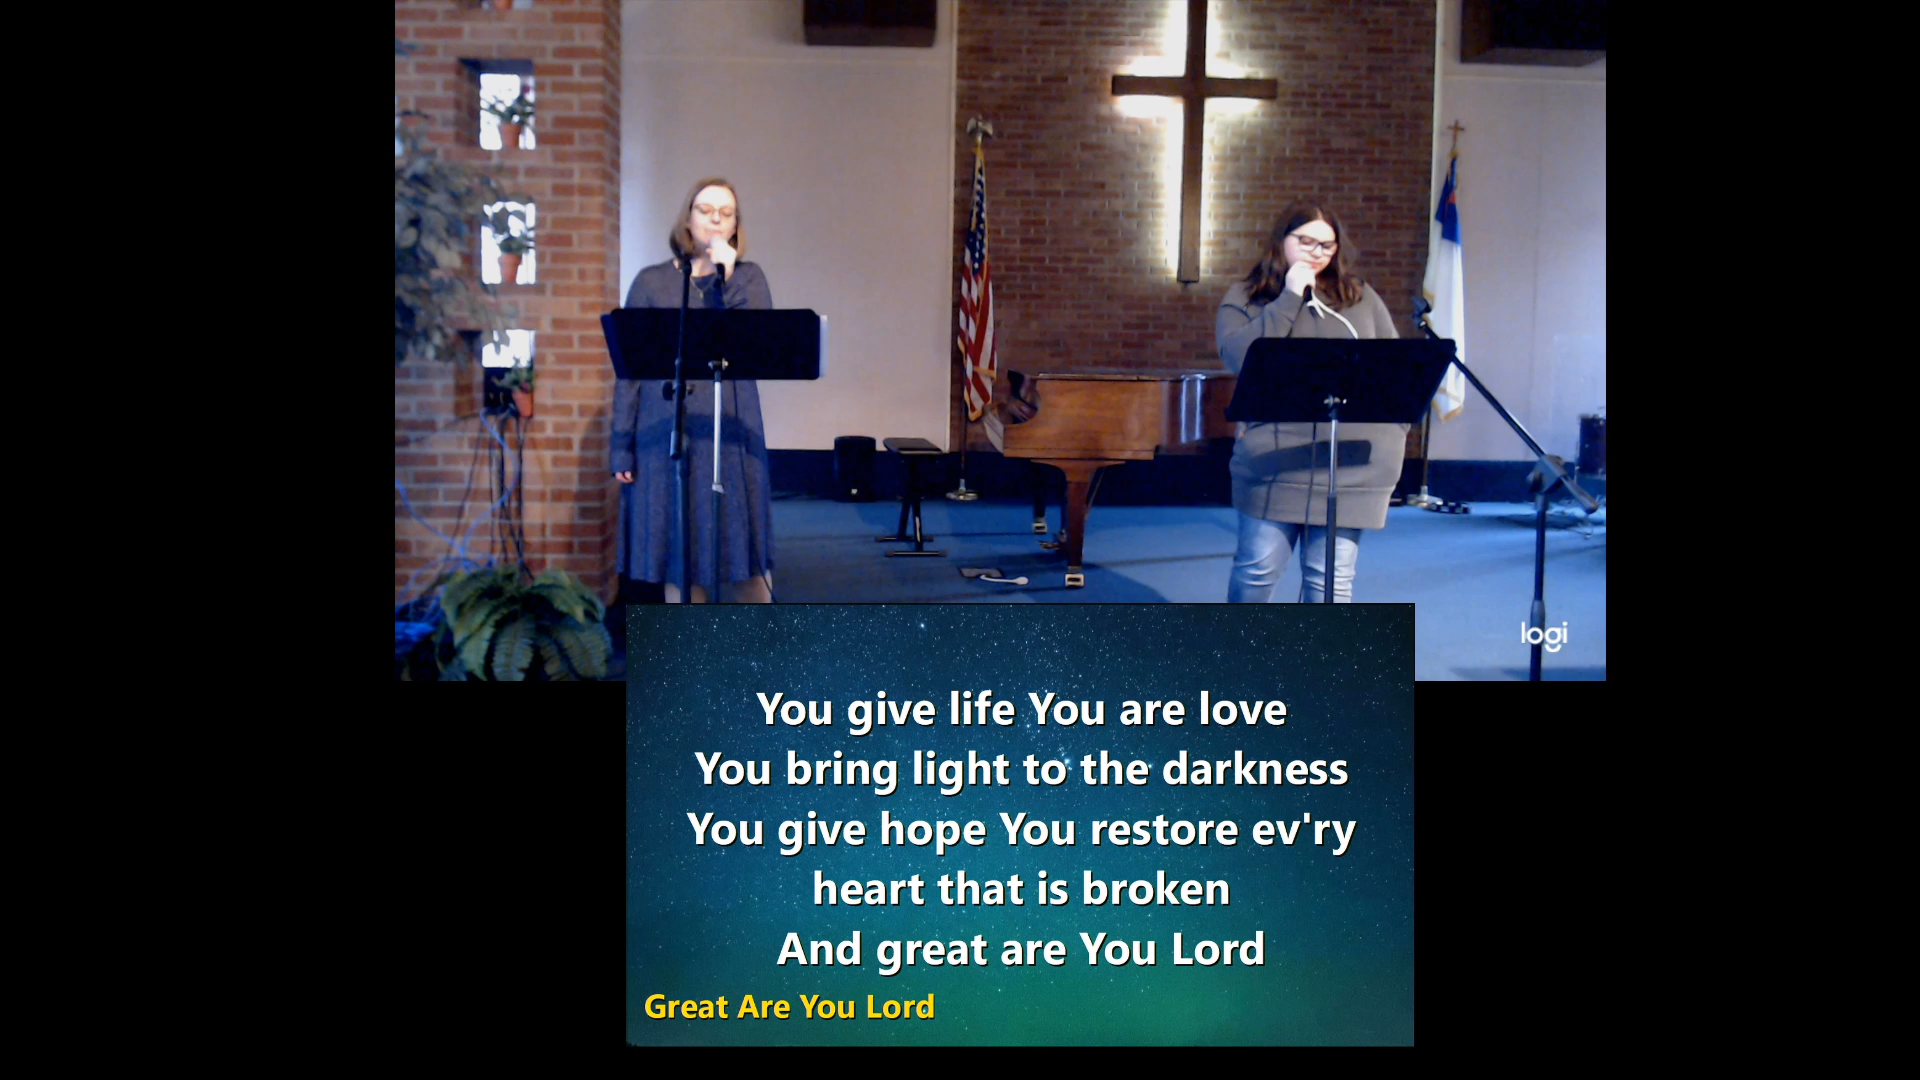 logi
You give life You are love
You bring light to the darkness
You give hope You restore ev'ry
heart that is broken
And great are You Lord
Great Are You Lord